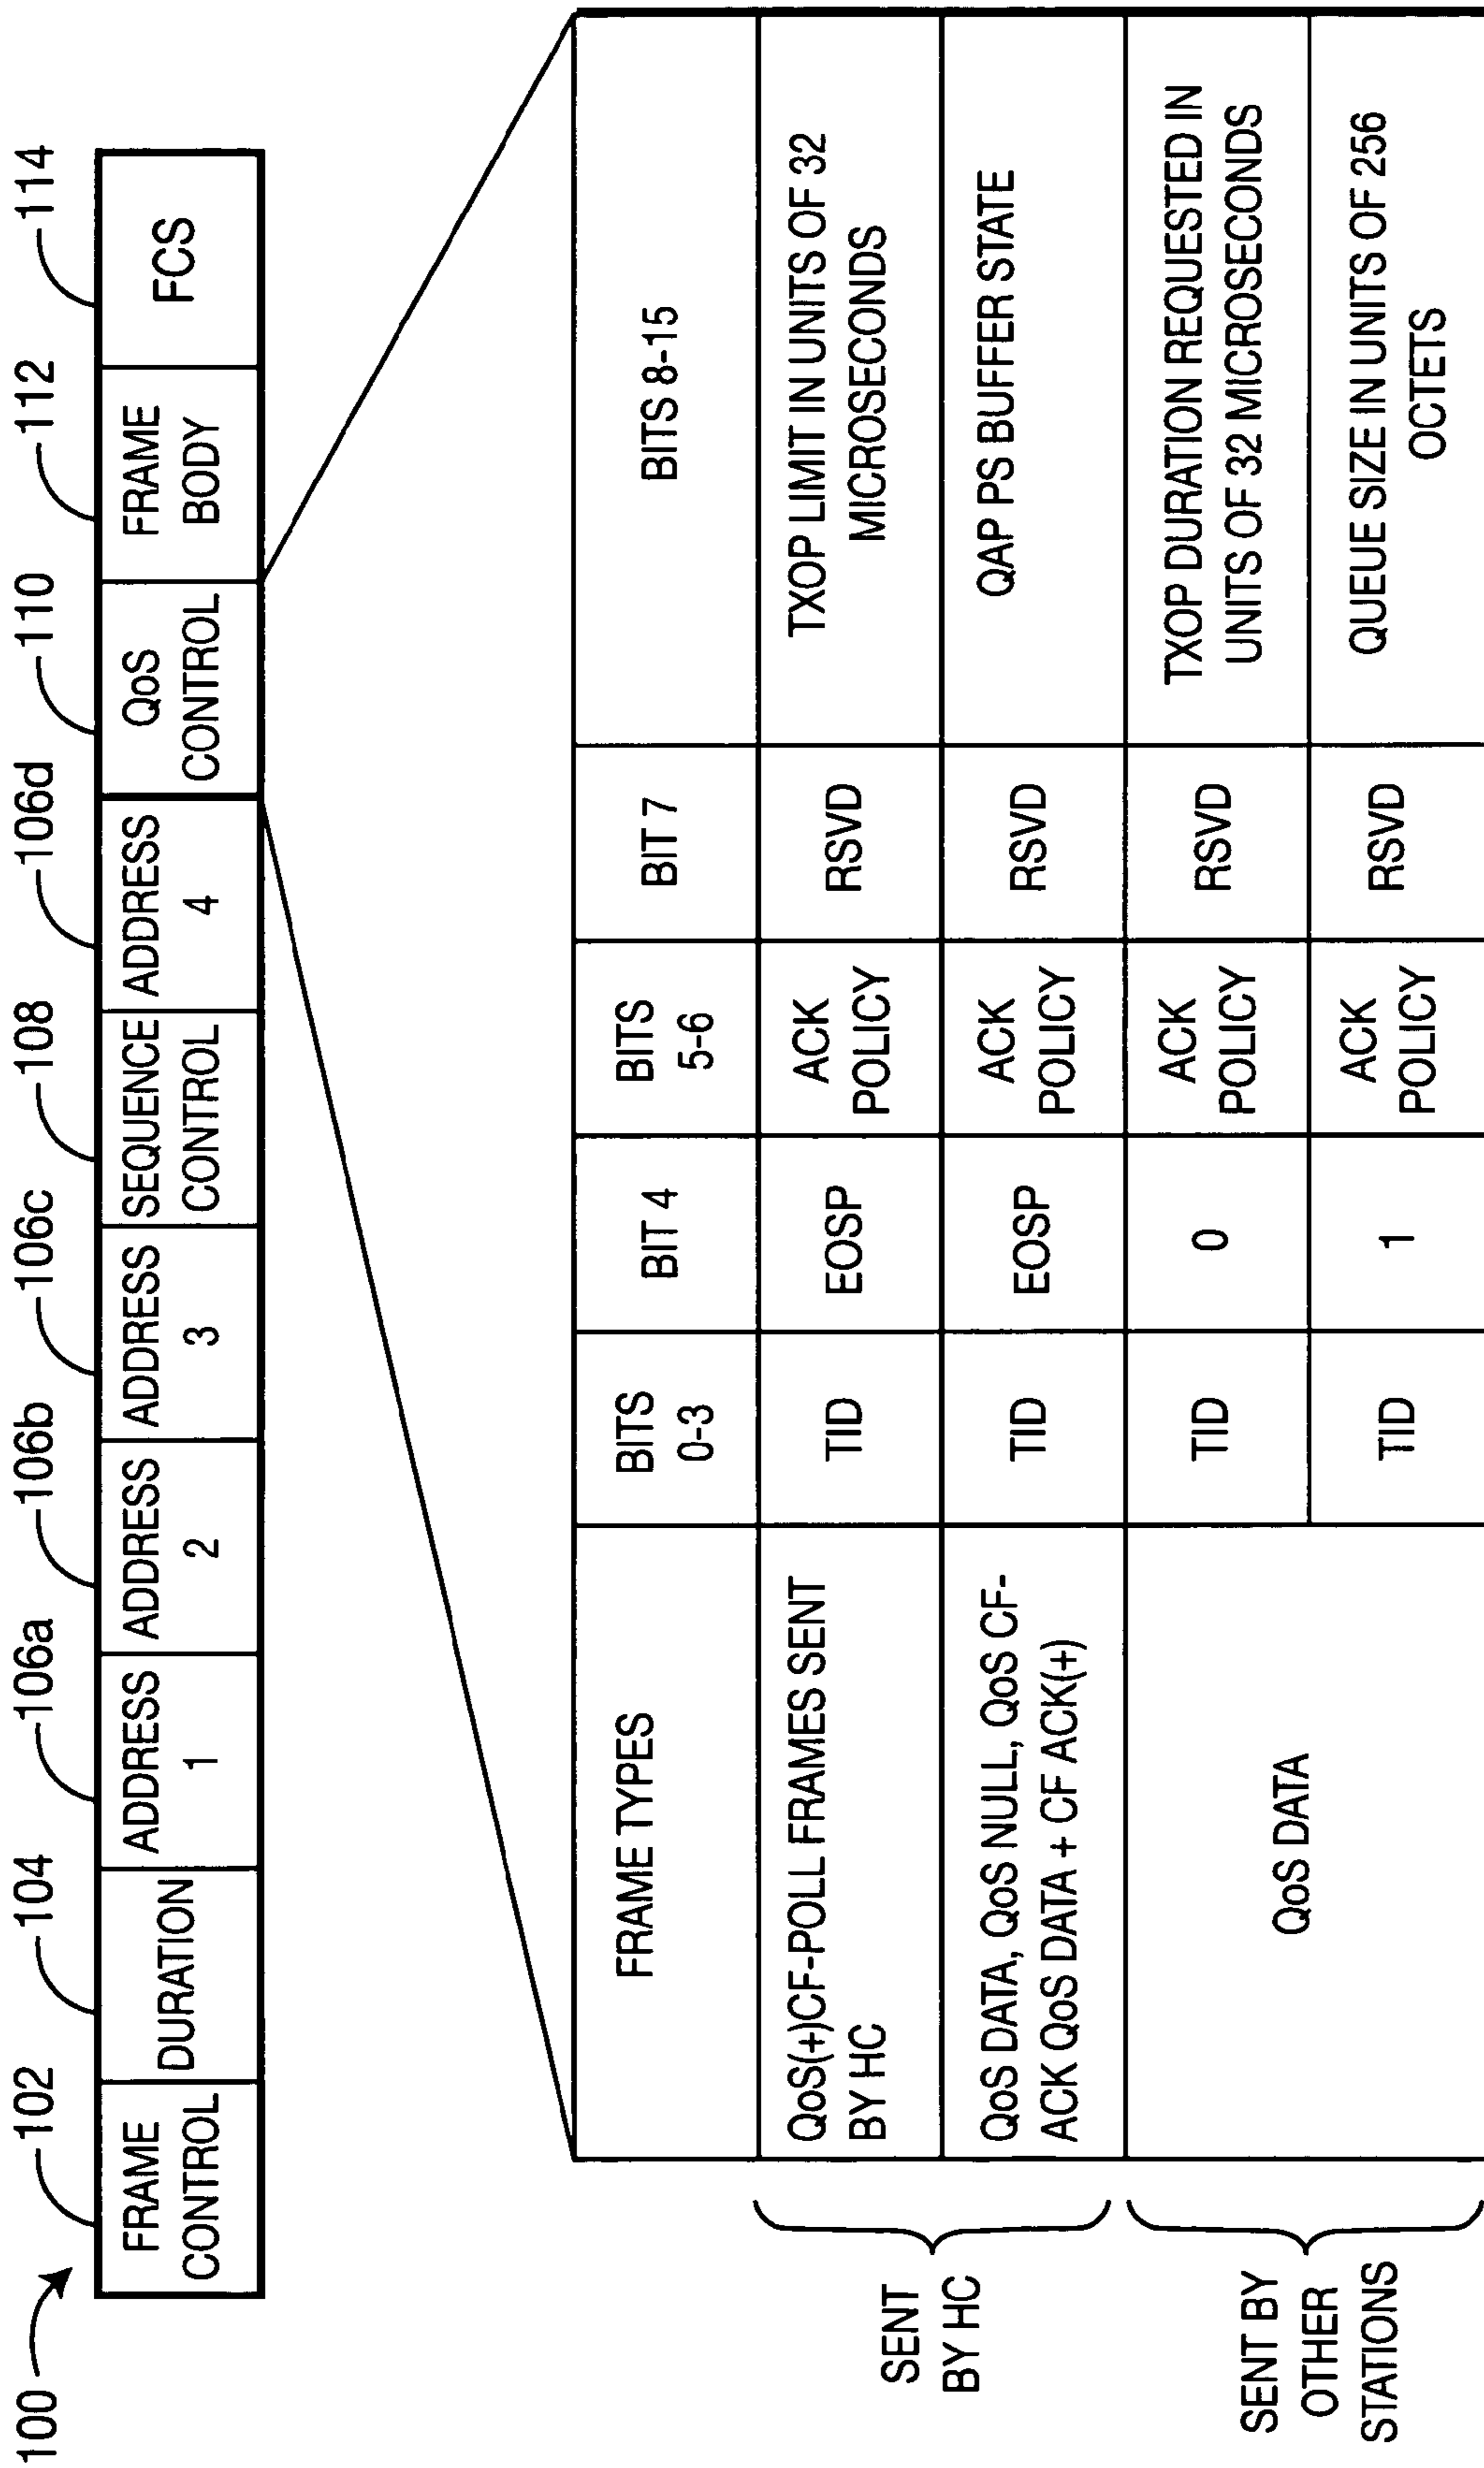 100
102
104
106a
106b
106c
108
106d
110
112
114
FRAME
CONTROL
DURATION
ADDRESS
1
ADDRESS
2
ADDRESS
3
SEQUENCE
CONTROL
ADDRESS
4
QoS
CONTROL
FRAME
BODY
FCS
FRAME TYPES
BITS
0-3
BIT 4
BITS
5-6
BIT 7
BITS 8-15
SENT
BY HC
QoS(+)CF-POLL FRAMES SENT
BY HC
TID
EOSP
ACK
POLICY
RSVD
TXOP LIMIT IN UNITS OF 32
MICROSECONDS
QoS DATA, QoS NULL, QoS CF-
ACK QoS DATA + CF ACK(+)
TID
EOSP
ACK
POLICY
RSVD
QAP PS BUFFER STATE
SENT BY
OTHER
STATIONS
QoS DATA
TID
0
ACK
POLICY
RSVD
TXOP DURATION REQUESTED IN
UNITS OF 32 MICROSECONDS
TID
1
ACK
POLICY
RSVD
QUEUE SIZE IN UNITS OF 256
OCTETS